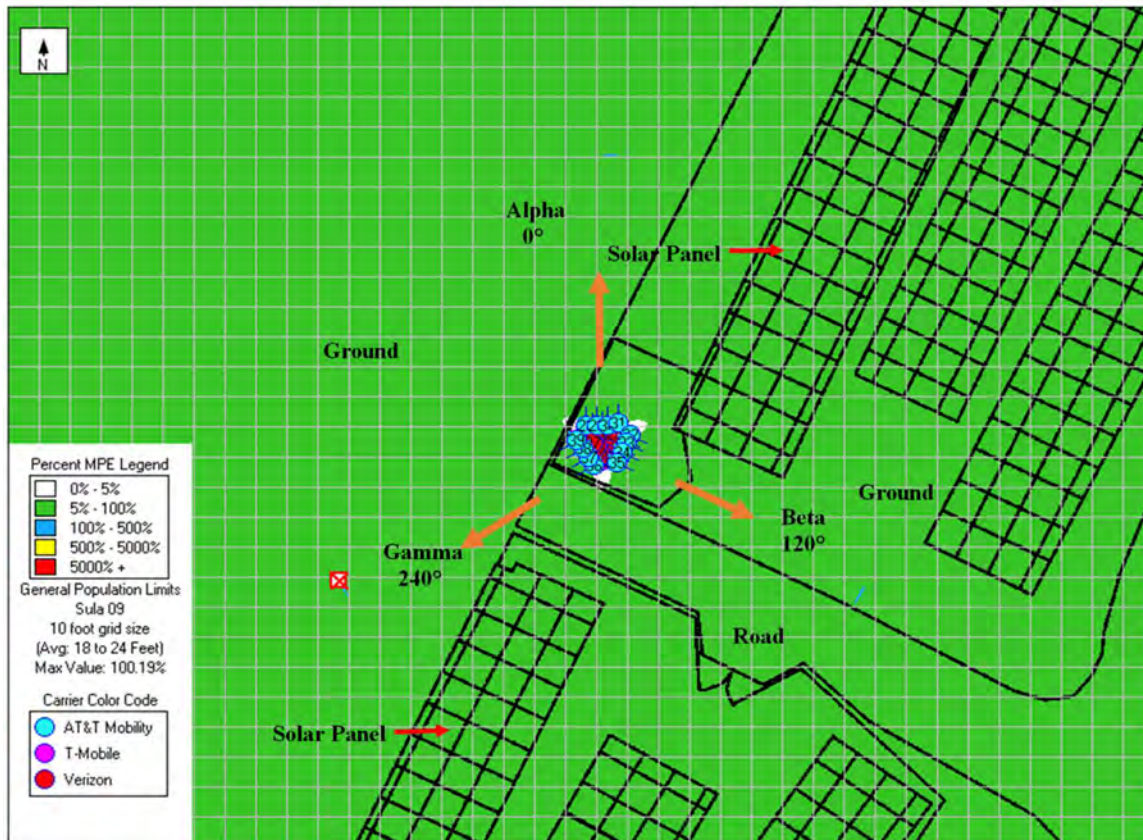 N
Alpha
0°
Solar Panel
Ground
Ground
Beta
120°
Gamma
240°
Road
Solar Panel
Percent MPE Legend
0% - 5%
5% - 100%
100% - 500%
500% - 5000%
5000% +
General Population Limits
Sula 09
10 foot grid size
(Avg: 18 to 24 Feet)
Max Value: 100.19%
Carrier Color Code
AT&T Mobility
T-Mobile
Verizon